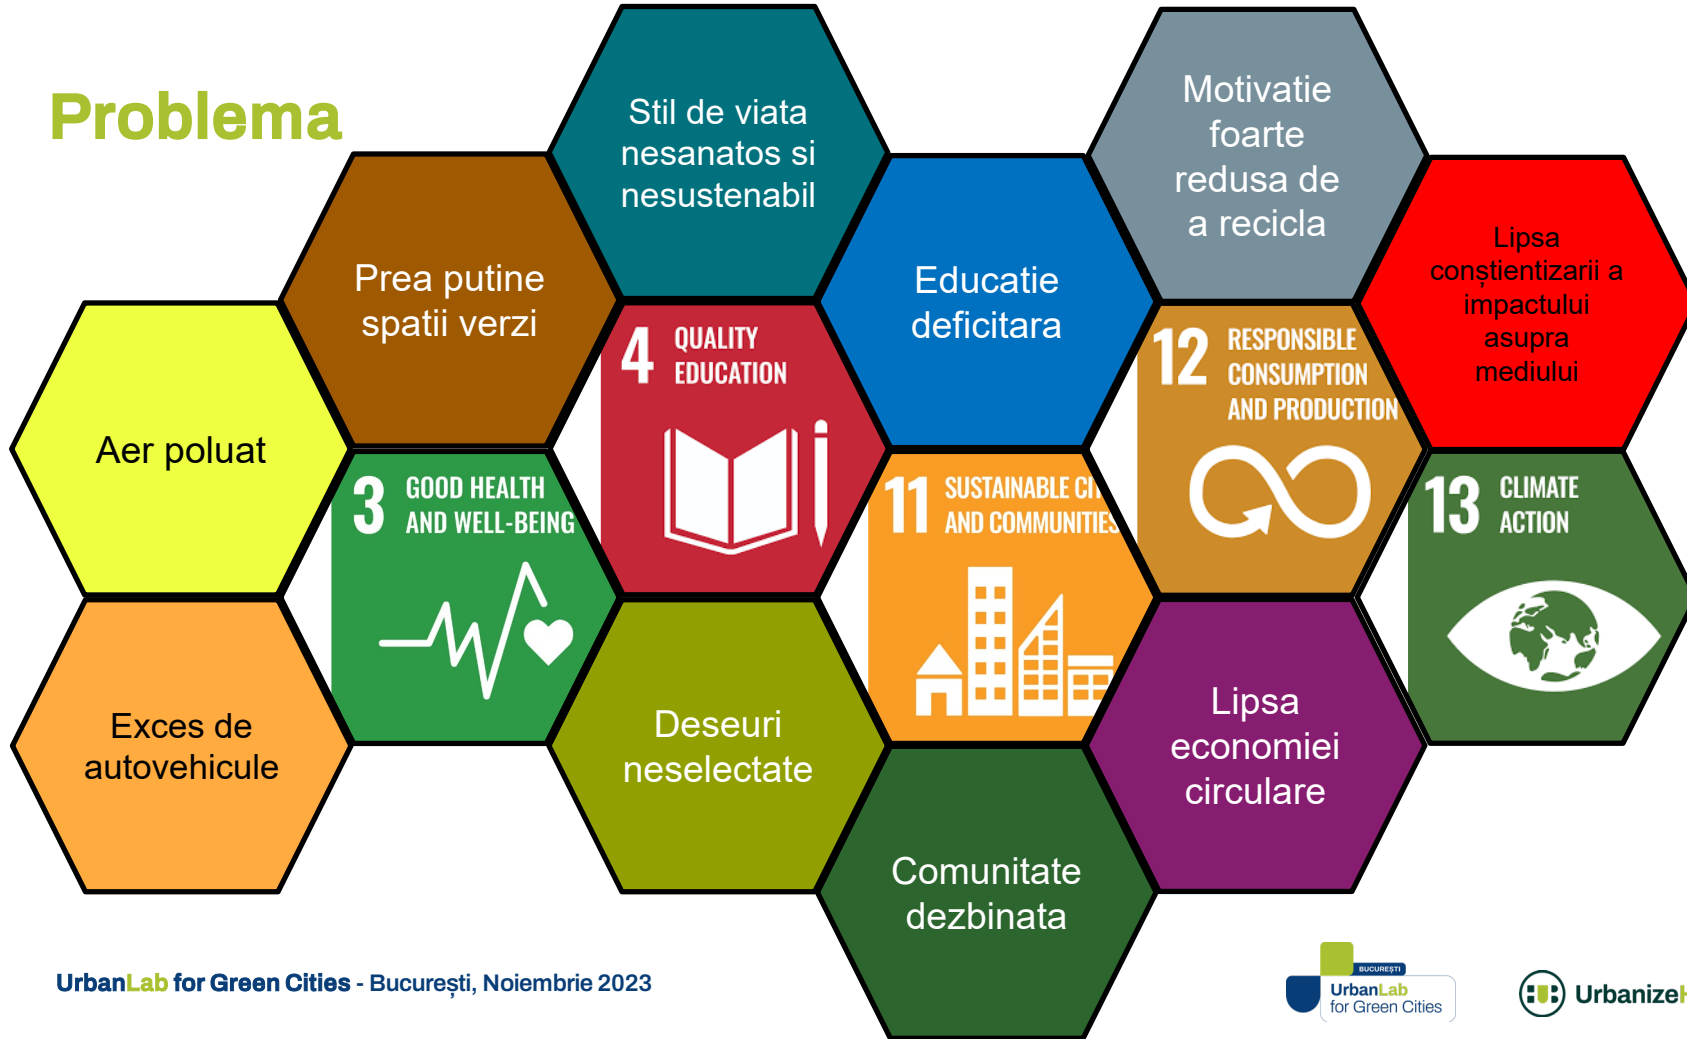 Problema
Stil de viata
nesanatos si
nesustenabil
Motivatie
foarte
redusa de
a recicla
Prea putine
spatii verzi
Educatie
deficitara
Lipsa
conștientizarii a
impactului
asupra
mediului
Aer poluat
4 QUALITY
EDUCATION
12 RESPONSIBLE
CONSUMPTION
AND PRODUCTION
3 GOOD HEALTH
AND WELL-BEING
11 SUSTAINABLE CI
AND COMMUNITIES
13 CLIMATE
ACTION
Exces de
autovehicule
Deseuri
neselectate
Lipsa
economiei
circulare
Comunitate
dezbinata
UrbanLab for Green Cities - București, Noiembrie 2023
BUCUREȘTI
UrbanLab
for Green Cities
UrbanizeH